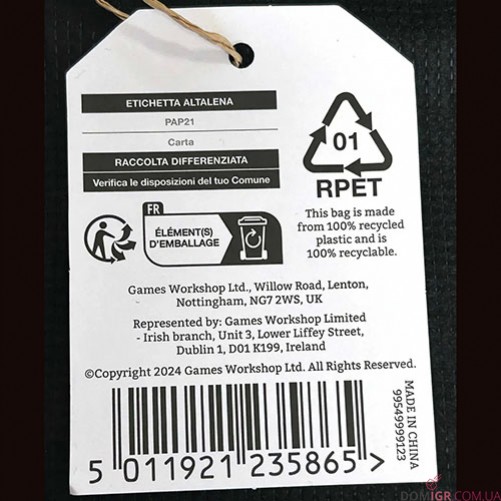 ETICHETTA ALTALENA
PAP21
Carta
RACCOLTA DIFFERENZIATA
Verifica le disposizioni del tuo Comune
01
RPET
This bag is made
from 100% recycled
plastic and is
100% recyclable.
FR
ÉLÉMENT(S)
D'EMBALLAGE
Games Workshop Ltd., Willow Road, Lenton,
Nottingham, NG7 2WS, UK
Represented by: Games Workshop Limited
- Irish branch, Unit 3, Lower Liffey Street,
Dublin 1, D01 K199, Ireland
©Copyright 2024 Games Workshop Ltd. All Rights Reserved.
5 011921 235865 >
MADE IN CHINA
99549999123
DOMIGR.COM.UA